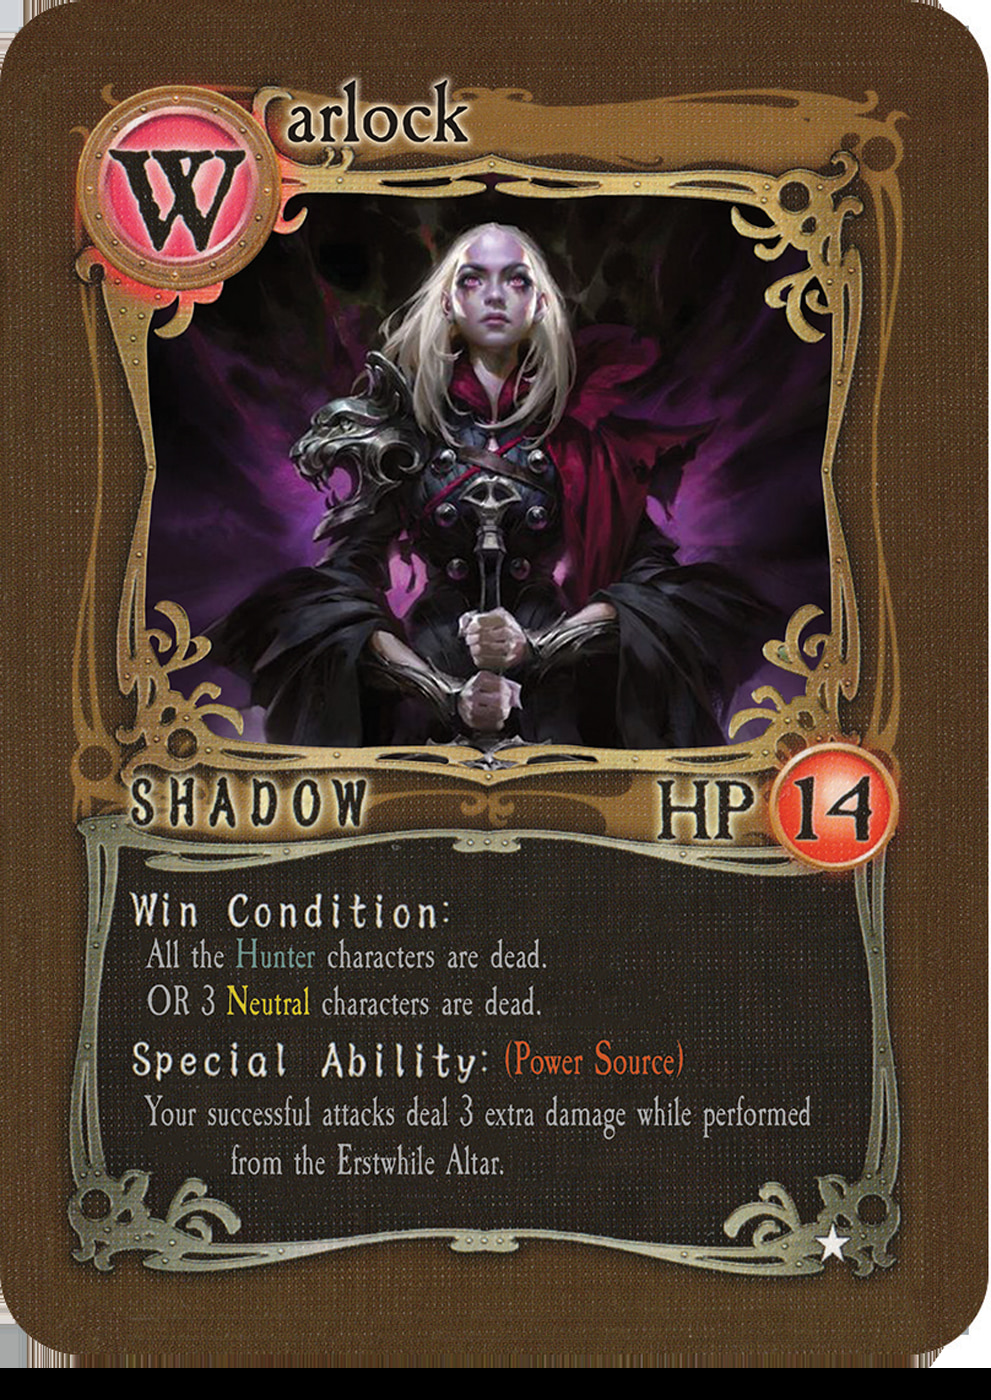 Warlock
SHADOW HP 14
Win Condition:
All the Hunter characters are dead.
OR 3 Neutral characters are dead.
Special Ability: (Power Source)
Your successful attacks deal 3 extra damage while performed
from the Erstwhile Altar.